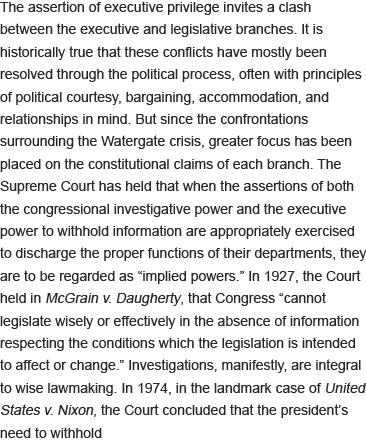 The assertion of executive privilege invites a clash
between the executive and legislative branches. It is
historically true that these conflicts have mostly been
resolved through the political process, often with principles
of political courtesy, bargaining, accommodation, and
relationships in mind. But since the confrontations
surrounding the Watergate crisis, greater focus has been
placed on the constitutional claims of each branch. The
Supreme Court has held that when the assertions of both
the congressional investigative power and the executive
power to withhold information are appropriately exercised
to discharge the proper functions of their departments, they
are to be regarded as “implied powers.” In 1927, the Court
held in McGrain v. Daugherty, that Congress “cannot
legislate wisely or effectively in the absence of information
respecting the conditions which the legislation is intended
to affect or change.” Investigations, manifestly, are integral
to wise lawmaking. In 1974, in the landmark case of United
States v. Nixon, the Court concluded that the president’s
need to withhold